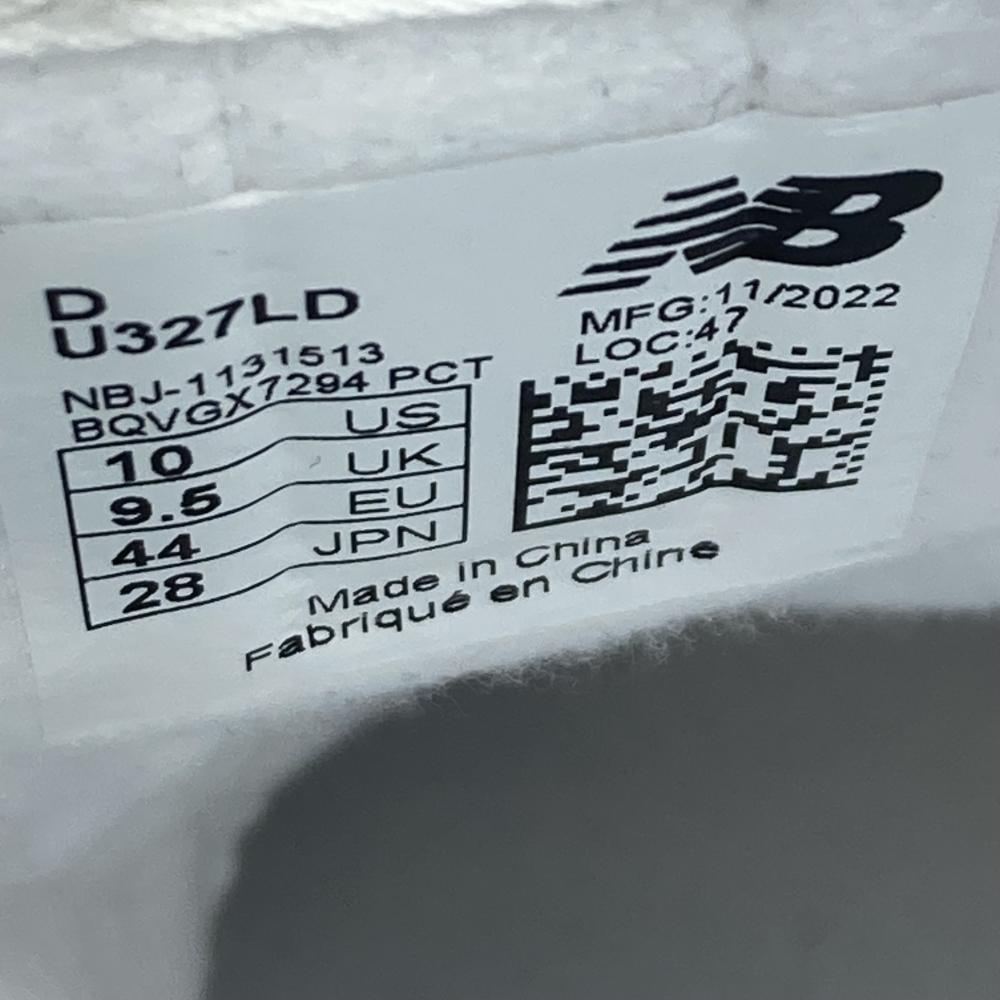 NB
D
U327LD
MFG:11/2022
LOC:47
NBJ-1131513
BQVGX7294 PCT
10 US
9.5 UK
44 EU
28 JPN
Made in China
Fabriqué en Chine